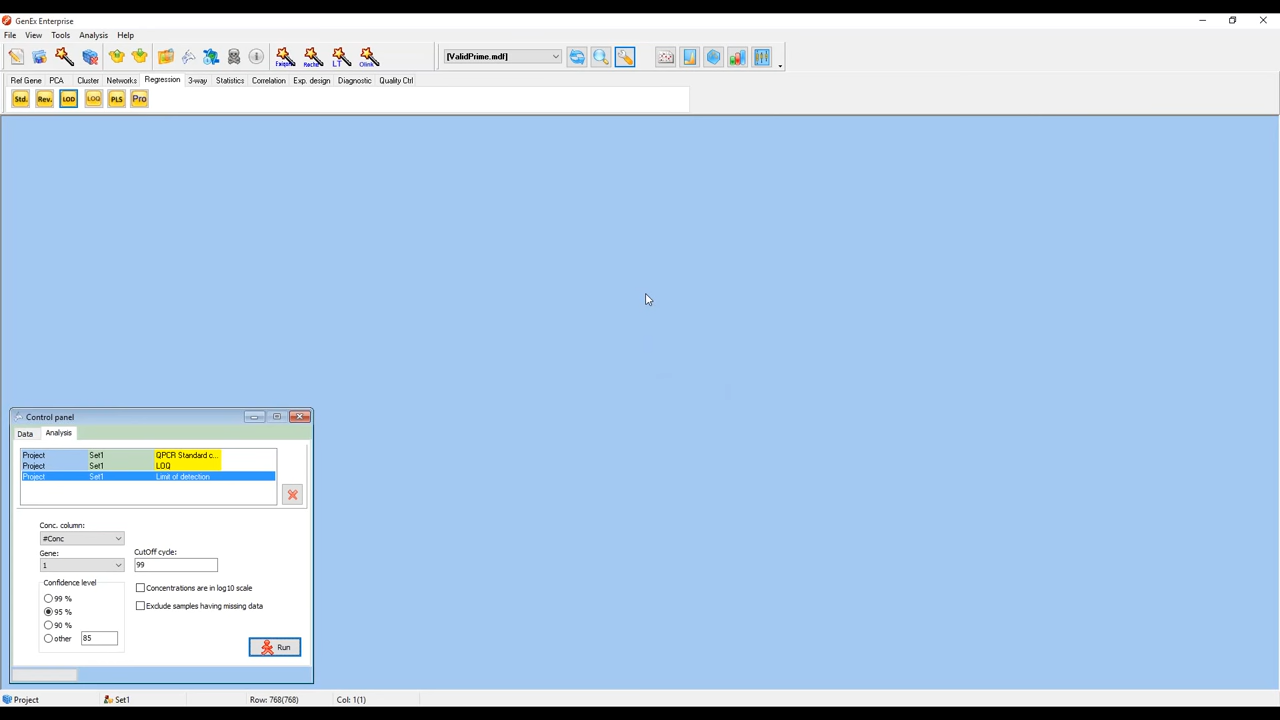 GenEx Enterprise
File View Tools Analysis Help
[ValidPrime.mdf]
Ref Gene PCA Cluster Networks Regression 3-way Statistics Correlation Exp. design Diagnostic Quality Ctrl
Std. Rev. LOD LOQ PLS Pro
Control panel
Data Analysis
Project Set1 QPCR Standard c...
Project Set1 LOQ
Project Set1 Limit of detection
Conc. column:
#Conc
Gene: CutOff cycle:
1 99
Confidence level
Concentrations are in log10 scale
99 %
Exclude samples having missing data
95 %
90 %
other 85
Run
Project Set1 Row: 768(768) Col: 1(1)